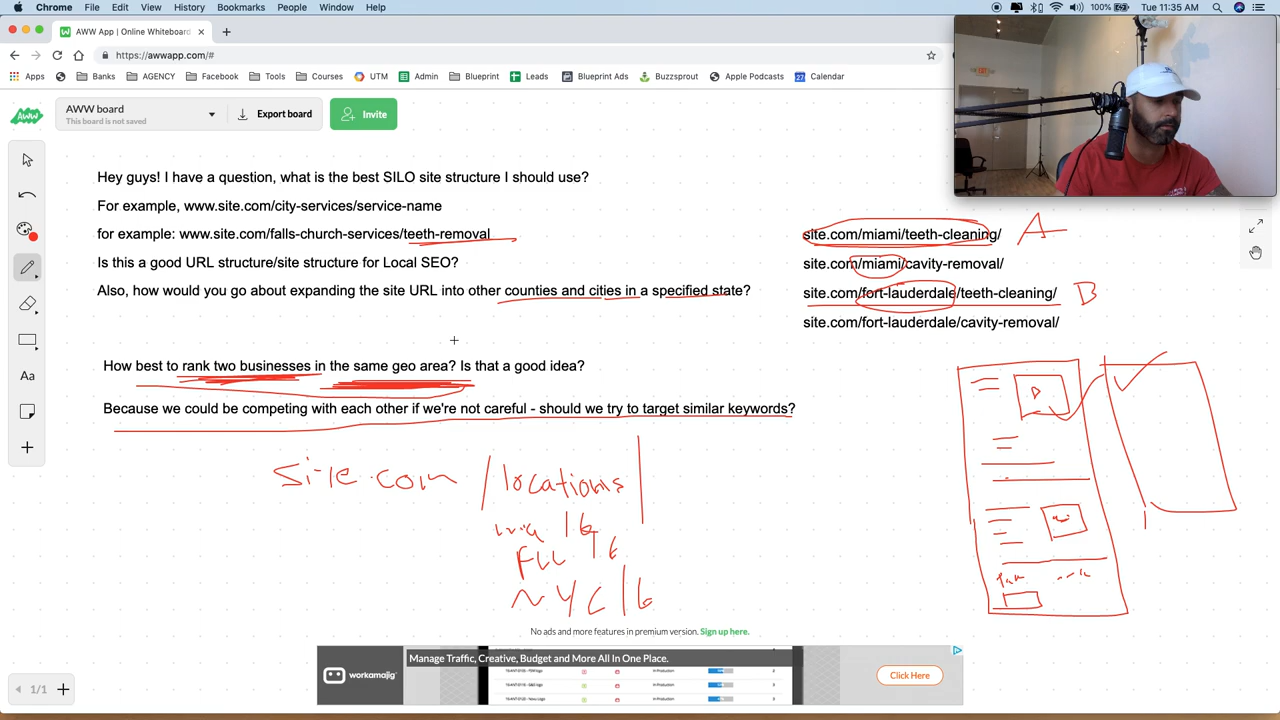 Chrome File Edit View History Bookmarks People Window Help
100% Tue 11:35 AM
AWW App | Online Whiteboard
https://awwapp.com/#
Apps Banks AGENCY Facebook Tools Courses UTM Admin Blueprint Leads Blueprint Ads Buzzsprout Apple Podcasts Calendar
AWW
AWW board
This board is not saved
Export board
Invite
Hey guys! I have a question, what is the best SILO site structure I should use?
For example, www.site.com/city-services/service-name
for example: www.site.com/falls-church-services/teeth-removal
Is this a good URL structure/site structure for Local SEO?
Also, how would you go about expanding the site URL into other counties and cities in a specified state?
site.com/miami/teeth-cleaning/ A
site.com/miami/cavity-removal/
site.com/fort-lauderdale/teeth-cleaning/ B
site.com/fort-lauderdale/cavity-removal/
How best to rank two businesses in the same geo area? Is that a good idea?
Because we could be competing with each other if we're not careful - should we try to target similar keywords?
Aa
site.com / locations
mia 16
FLL 16
NYC 16
No ads and more features in premium version. Sign up here.
workamajig
Manage Traffic, Creative, Budget and More All In One Place.
Click Here
1/1